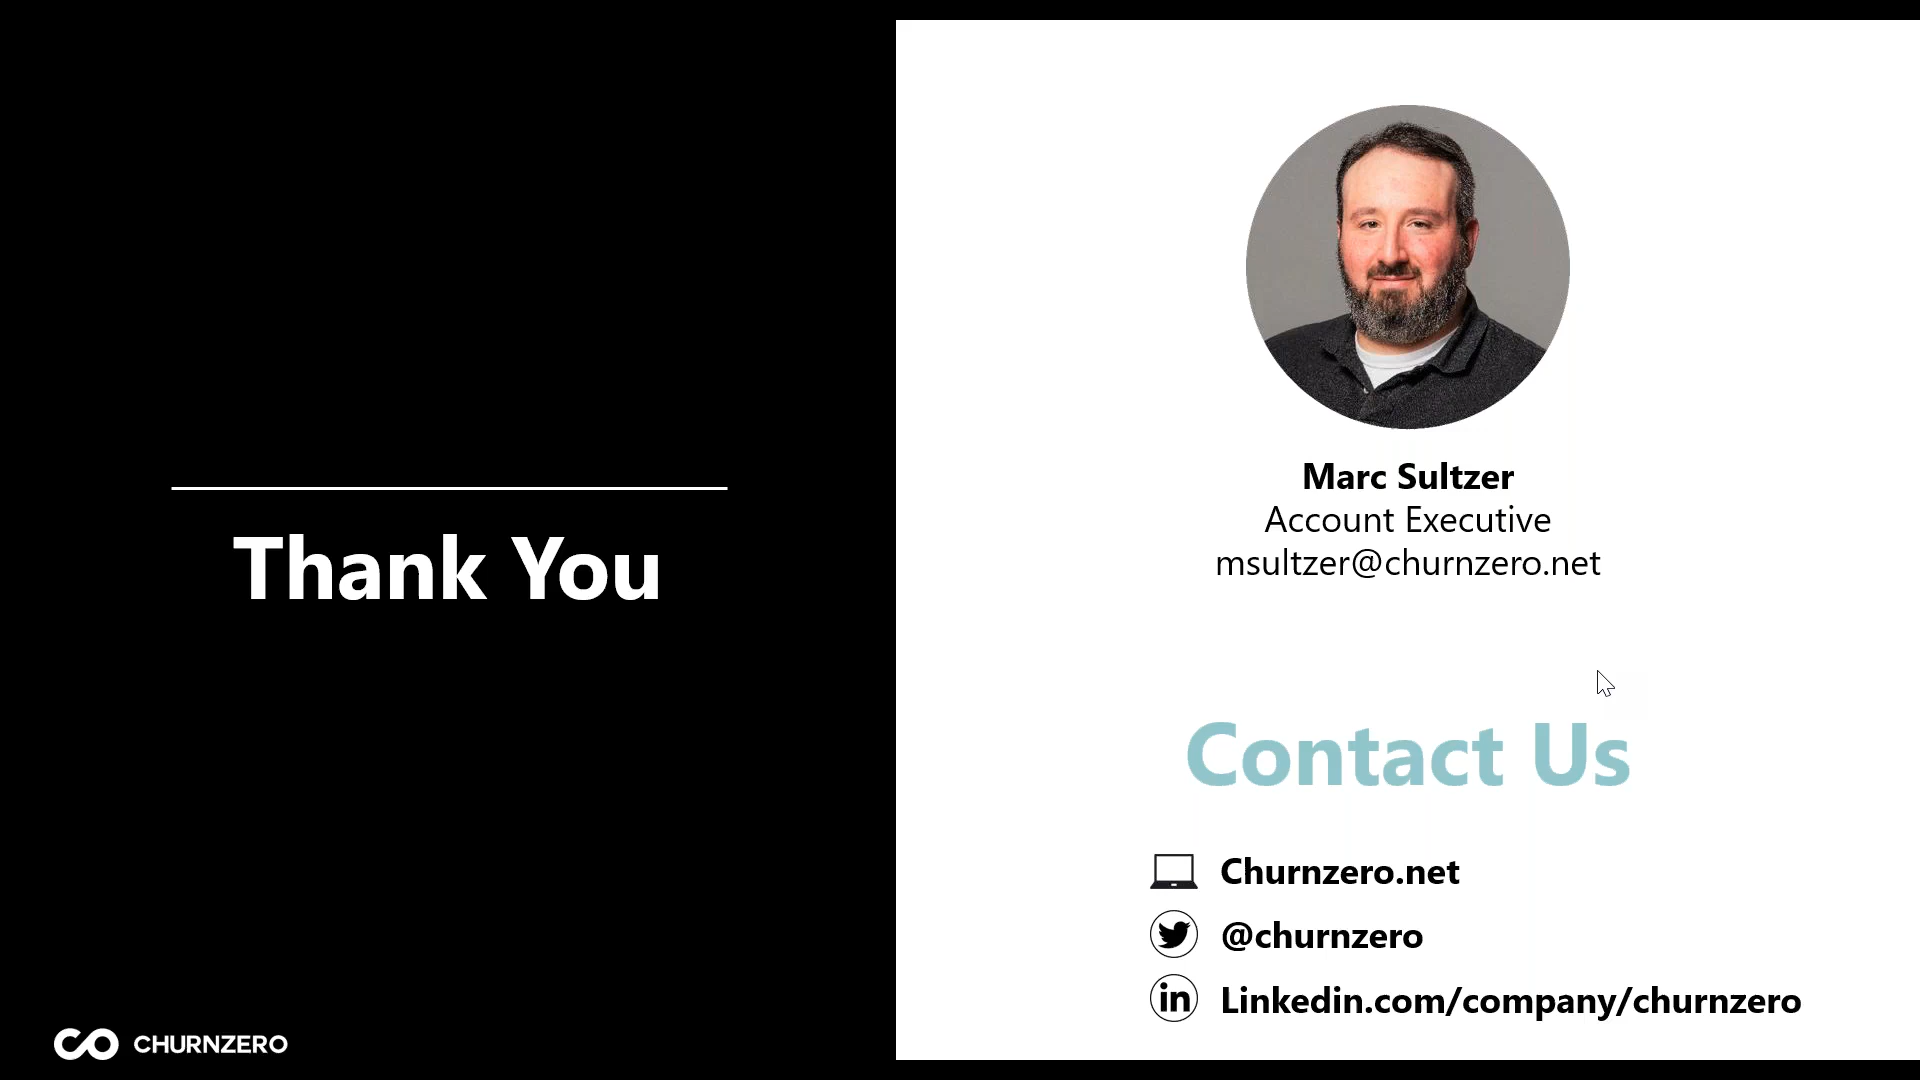 Thank You
CHURNZERO
Marc Sultzer
Account Executive
msultzer@churnzero.net
Contact Us
Churnzero.net
@churnzero
in Linkedin.com/company/churnzero